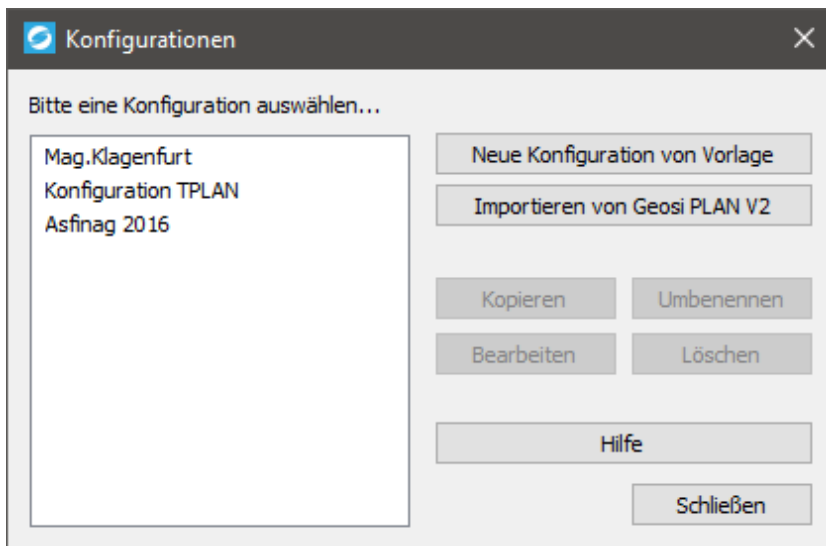 Konfigurationen
Bitte eine Konfiguration auswählen...
Mag.Klagenfurt
Konfiguration TPLAN
Asfinag 2016
Neue Konfiguration von Vorlage
Importieren von Geosi PLAN V2
Kopieren
Umbenennen
Bearbeiten
Löschen
Hilfe
Schließen